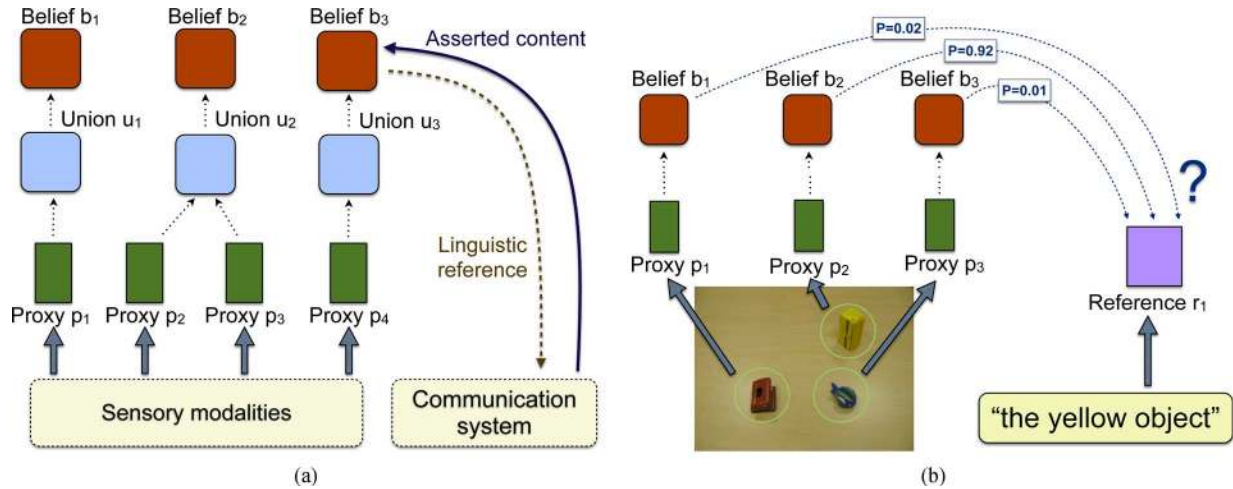 Belief b₁
Belief b₂
Belief b₃
Asserted content
Union u₁
Union u₂
Union u₃
Linguistic
reference
Proxy p₁
Proxy p₂
Proxy p₃
Proxy p₄
Sensory modalities
Communication
system
(a)
P=0.02
P=0.92
P=0.01
Belief b₁
Belief b₂
Belief b₃
?
Proxy p₁
Proxy p₂
Proxy p₃
Reference r₁
“the yellow object”
(b)